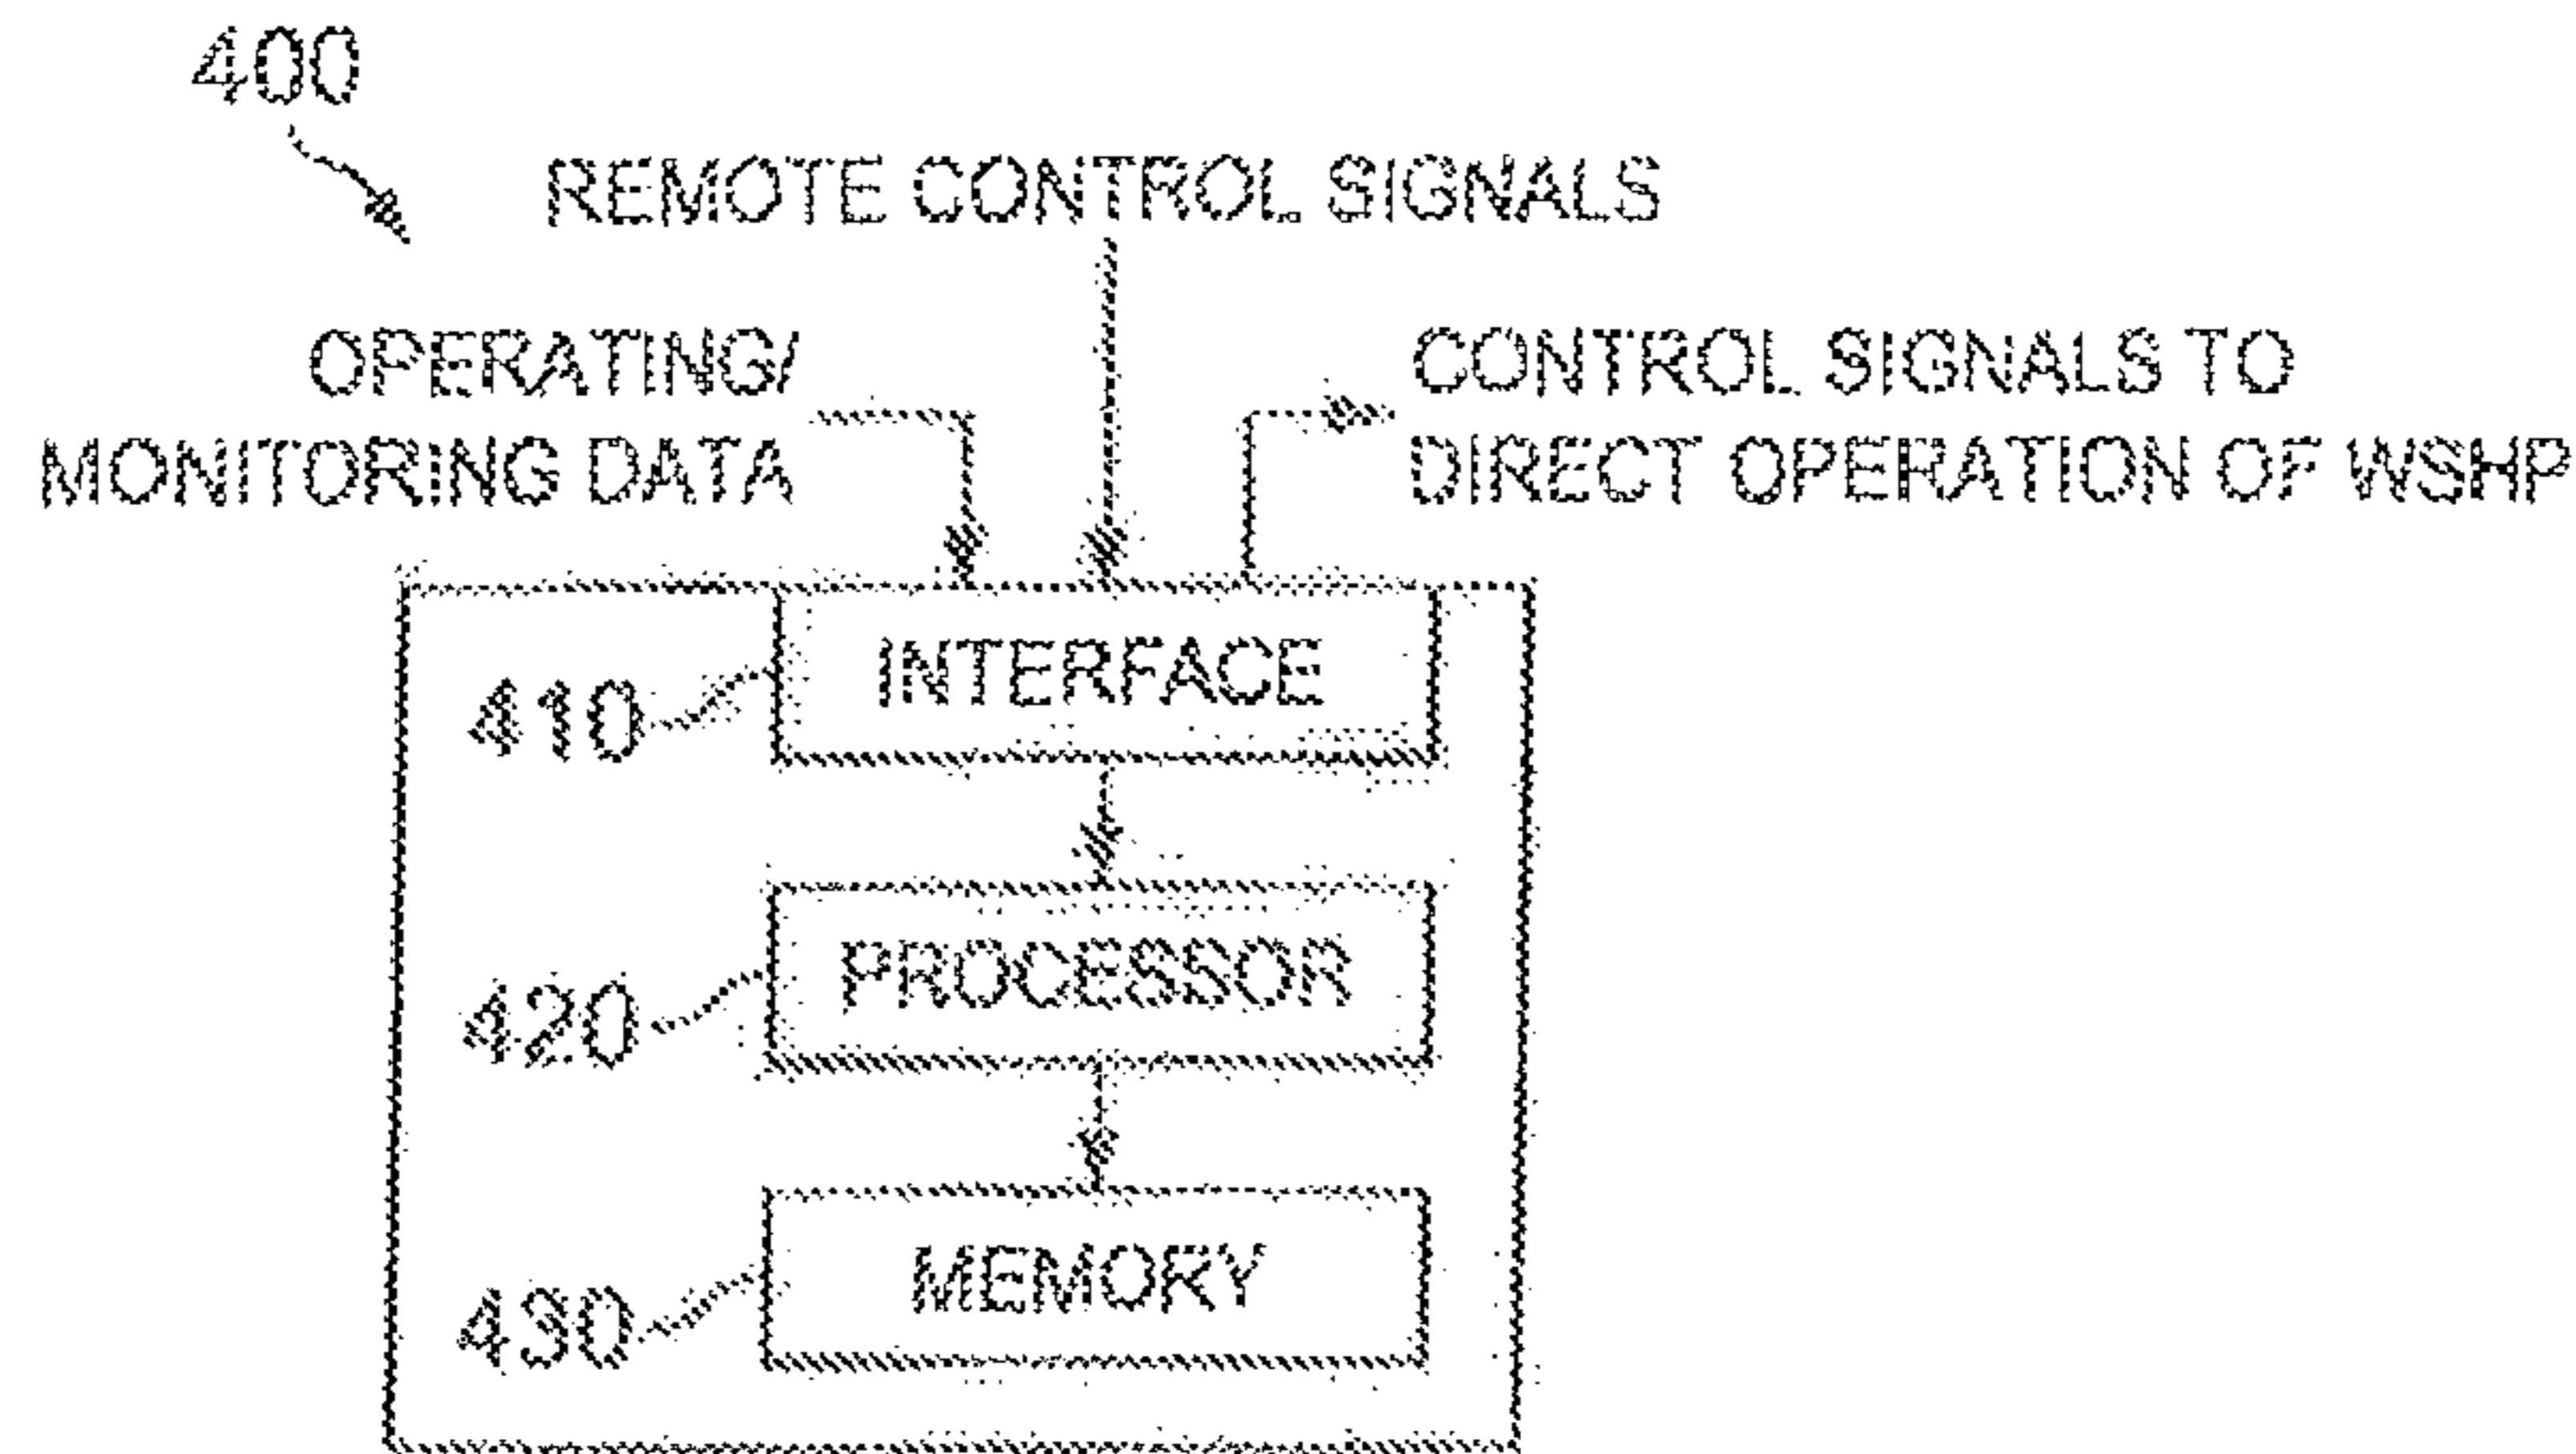 400
REMOTE CONTROL SIGNALS
OPERATING/
MONITORING DATA
CONTROL SIGNALS TO
DIRECT OPERATION OF WSHP
INTERFACE
410
PROCESSOR
420
MEMORY
430